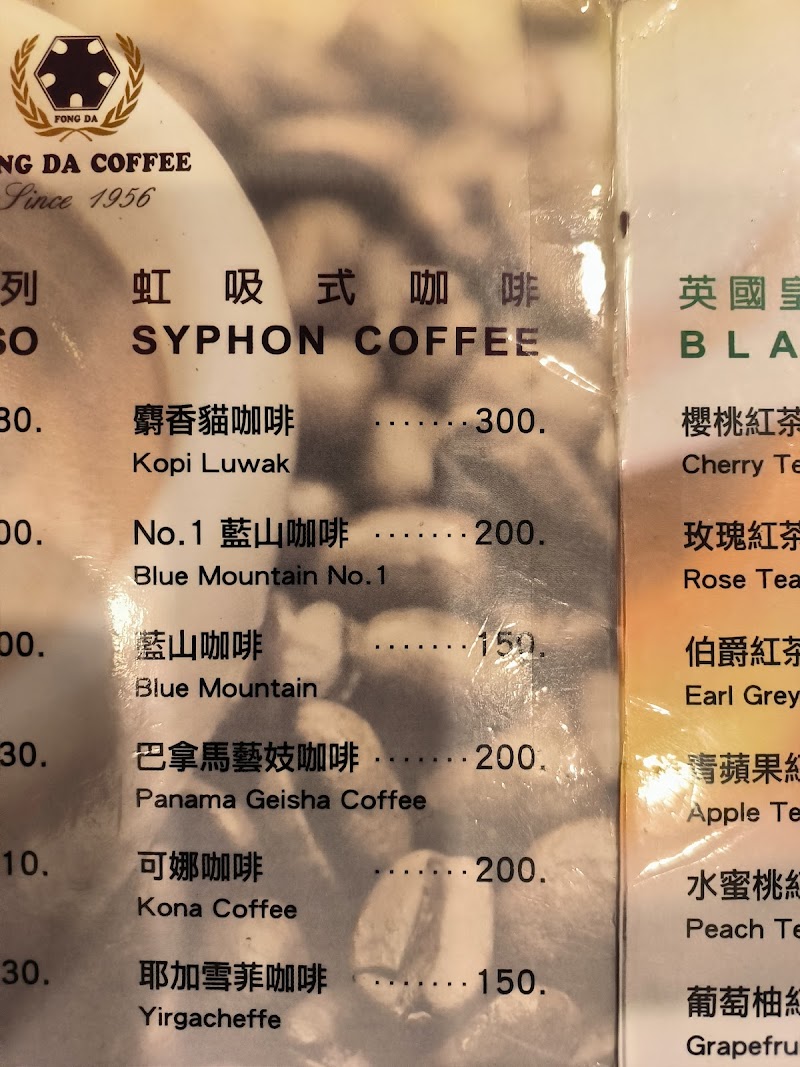 FONG DA
NG DA COFFEE
Since 1956
列
SO
80.
00.
00.
30.
10.
30.
虹吸式咖啡
SYPHON COFFEE
麝香貓咖啡 ······· 300.
Kopi Luwak
No.1 藍山咖啡 ······· 200.
Blue Mountain No.1
藍山咖啡 ······· 150.
Blue Mountain
巴拿馬藝妓咖啡 ······· 200.
Panama Geisha Coffee
可娜咖啡 ······· 200.
Kona Coffee
耶加雪菲咖啡 ······· 150.
Yirgacheffe
英國皇
BLA
櫻桃紅茶
Cherry Te
玫瑰紅茶
Rose Tea
伯爵紅茶
Earl Grey
青蘋果紅
Apple Te
水蜜桃紅
Peach Te
葡萄柚紅
Grapefru